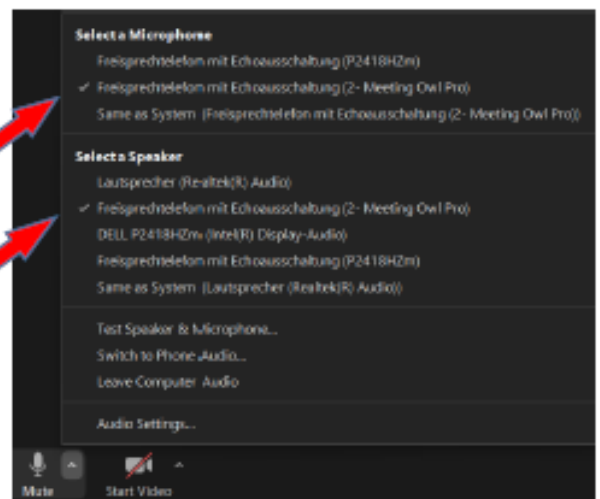 Select a Microphone
Freisprechtelefon mit Echoausschaltung (P2418HZm)
✓ Freisprechtelefon mit Echoausschaltung (2- Meeting Owl Pro)
Same as System (Freisprechtelefon mit Echoausschaltung (2- Meeting Owl Pro))
Select a Speaker
Lautsprecher (Realtek(R) Audio)
✓ Freisprechtelefon mit Echoausschaltung (2- Meeting Owl Pro)
DELL P2418HZm (Intel(R) Display-Audio)
Freisprechtelefon mit Echoausschaltung (P2418HZm)
Same as System (Lautsprecher (Realtek(R) Audio))
Test Speaker & Microphone...
Switch to Phone Audio...
Leave Computer Audio
Audio Settings...
Mute Start Video